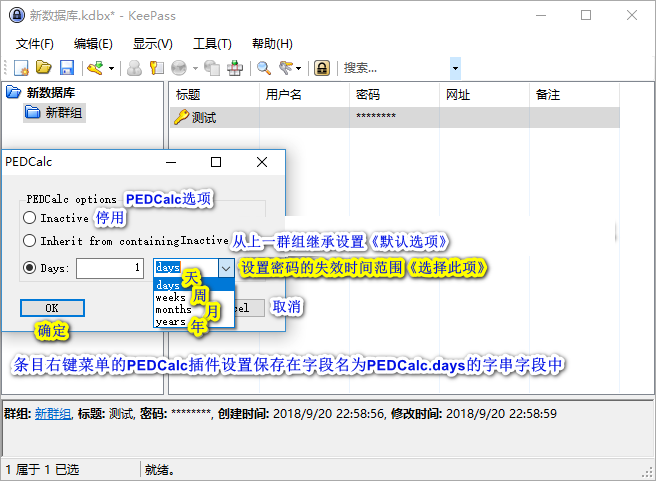 新数据库.kdbx* - KeePass
文件(F) 编辑(E) 显示(V) 工具(T) 帮助(H)
搜索...
新数据库
新群组
标题 用户名 密码 网址 备注
测试 ********
PEDCalc
PEDCalc options PEDCalc选项
Inactive 停用
Inherit from containing Inactive 从上一群组继承设置《默认选项》
Days: 1 days 设置密码的失效时间范围《选择此项》
days 天
weeks 周
months 月
years 年
OK cel 取消
确定
条目右键菜单的PEDCalc插件设置保存在字段名为PEDCalc.days的字串字段中
群组: 新群组, 标题: 测试, 密码: ********, 创建时间: 2018/9/20 22:58:56, 修改时间: 2018/9/20 22:58:59
1 属于 1 已选 就绪。